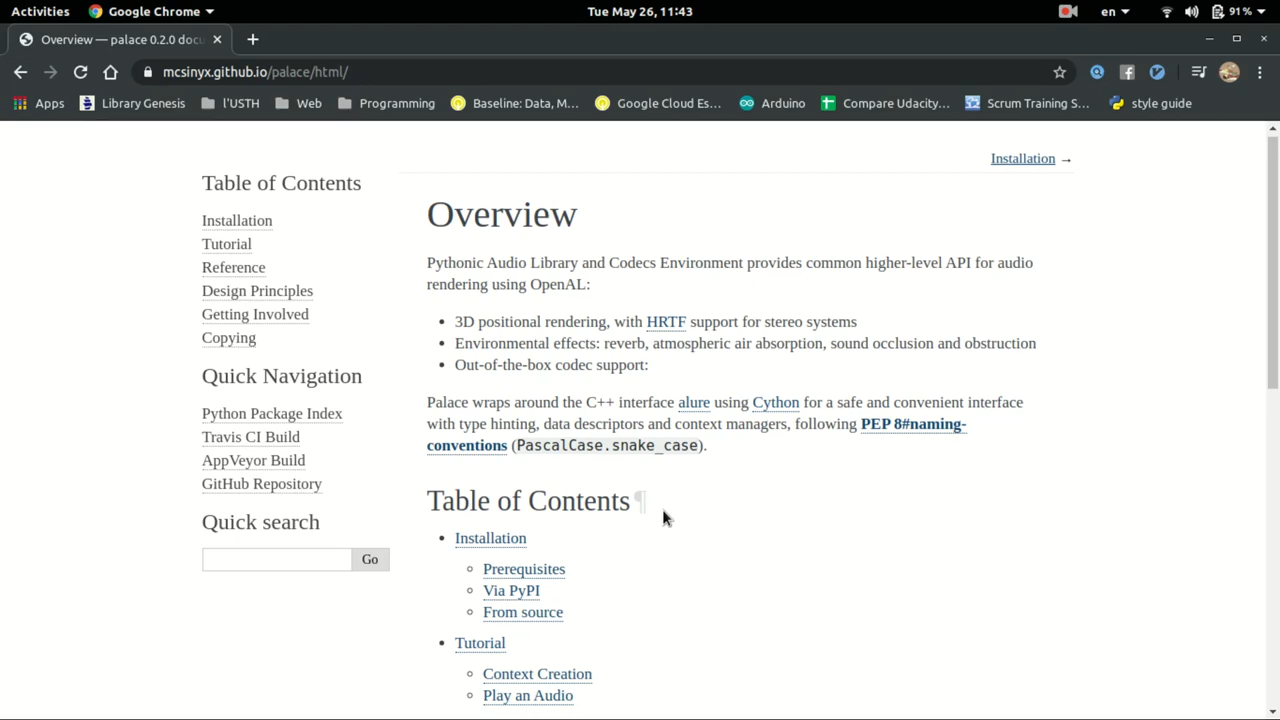 Activities
Google Chrome
Tue May 26, 11:43
en
91%
Overview — palace 0.2.0 docu
mcsinyx.github.io/palace/html/
Apps
Library Genesis
l'USTH
Web
Programming
Baseline: Data, M...
Google Cloud Es...
Arduino
Compare Udacity...
Scrum Training S...
style guide
Installation →
Table of Contents
Installation
Tutorial
Reference
Design Principles
Getting Involved
Copying
Quick Navigation
Python Package Index
Travis CI Build
AppVeyor Build
GitHub Repository
Quick search
Go
Overview
Pythonic Audio Library and Codecs Environment provides common higher-level API for audio
rendering using OpenAL:
• 3D positional rendering, with HRTF support for stereo systems
• Environmental effects: reverb, atmospheric air absorption, sound occlusion and obstruction
• Out-of-the-box codec support:
Palace wraps around the C++ interface alure using Cython for a safe and convenient interface
with type hinting, data descriptors and context managers, following PEP 8#naming-
conventions (PascalCase.snake_case).
Table of Contents¶
• Installation
◦ Prerequisites
◦ Via PyPI
◦ From source
• Tutorial
◦ Context Creation
◦ Play an Audio